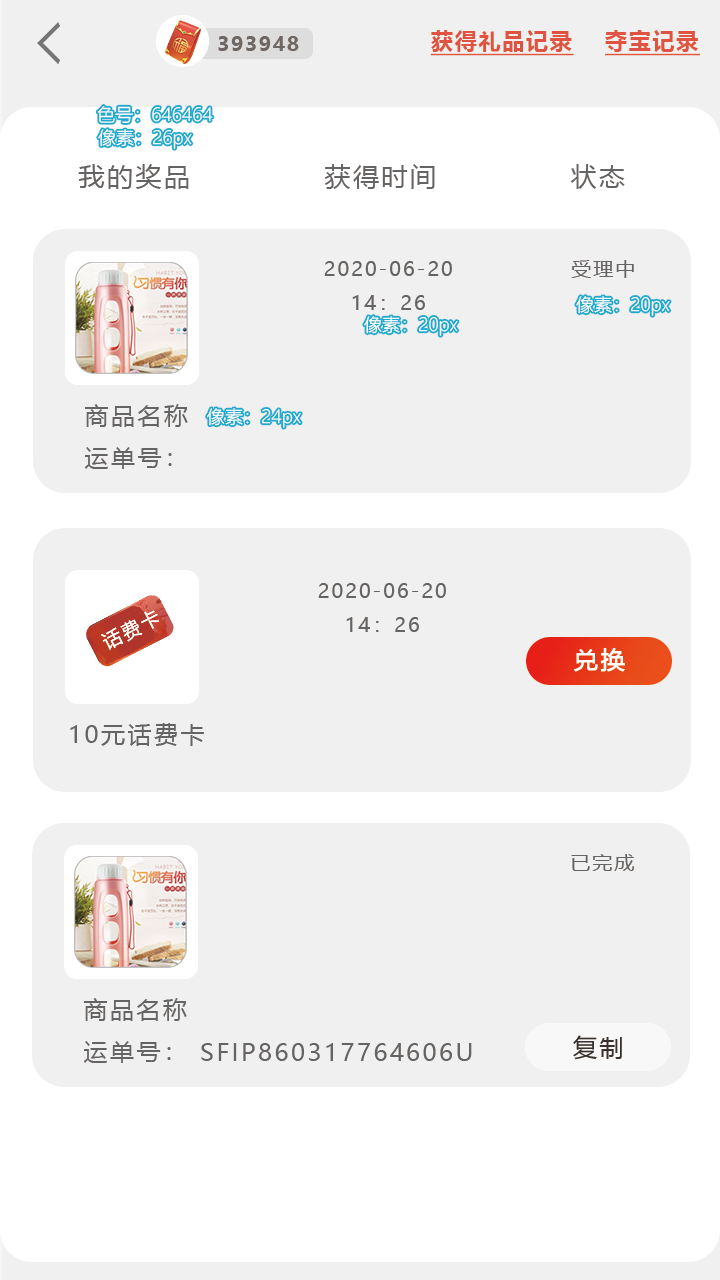 393948
获得礼品记录
夺宝记录
色号：646464
像素：26px
我的奖品
获得时间
状态
HABIT YOU
习惯有你
2020-06-20
14：26
像素：20px
受理中
像素：20px
商品名称
像素：24px
运单号：
话费卡
2020-06-20
14：26
兑换
10元话费卡
HABIT YOU
习惯有你
已完成
商品名称
运单号： SFIP860317764606U
复制